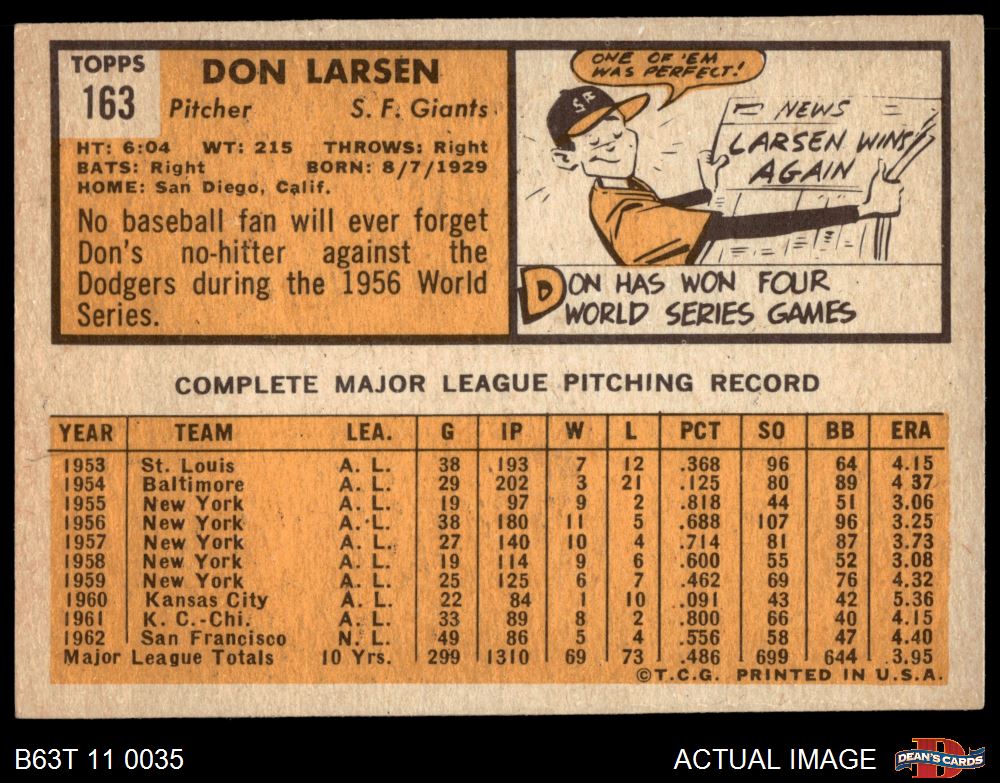 TOPPS
163
DON LARSEN
Pitcher S. F. Giants
HT: 6:04 WT: 215 THROWS: Right
BATS: Right BORN: 8/7/1929
HOME: San Diego, Calif.
No baseball fan will ever forget
Don's no-hitter against the
Dodgers during the 1956 World
Series.
ONE OF 'EM
WAS PERFECT!
SF
NEWS
LARSEN WINS
AGAIN
DON HAS WON FOUR
WORLD SERIES GAMES
COMPLETE MAJOR LEAGUE PITCHING RECORD
YEAR TEAM LEA. G IP W L PCT SO BB ERA
1953 St. Louis A. L. 38 193 7 12 .368 96 64 4.15
1954 Baltimore A. L. 29 202 3 21 .125 80 89 4.37
1955 New York A. L. 19 97 9 2 .818 44 51 3.06
1956 New York A. L. 38 180 11 5 .688 107 96 3.25
1957 New York A. L. 27 140 10 4 .714 81 87 3.73
1958 New York A. L. 19 114 9 6 .600 55 52 3.08
1959 New York A. L. 25 125 6 7 .462 69 76 4.32
1960 Kansas City A. L. 22 84 1 10 .091 43 42 5.36
1961 K. C.-Chi. A. L. 33 89 8 2 .800 66 40 4.15
1962 San Francisco N. L. 49 86 5 4 .556 58 47 4.40
Major League Totals 10 Yrs. 299 1310 69 73 .486 699 644 3.95
©T.C.G. PRINTED IN U.S.A.
B63T 11 0035 ACTUAL IMAGE
D
DEAN'S CARDS